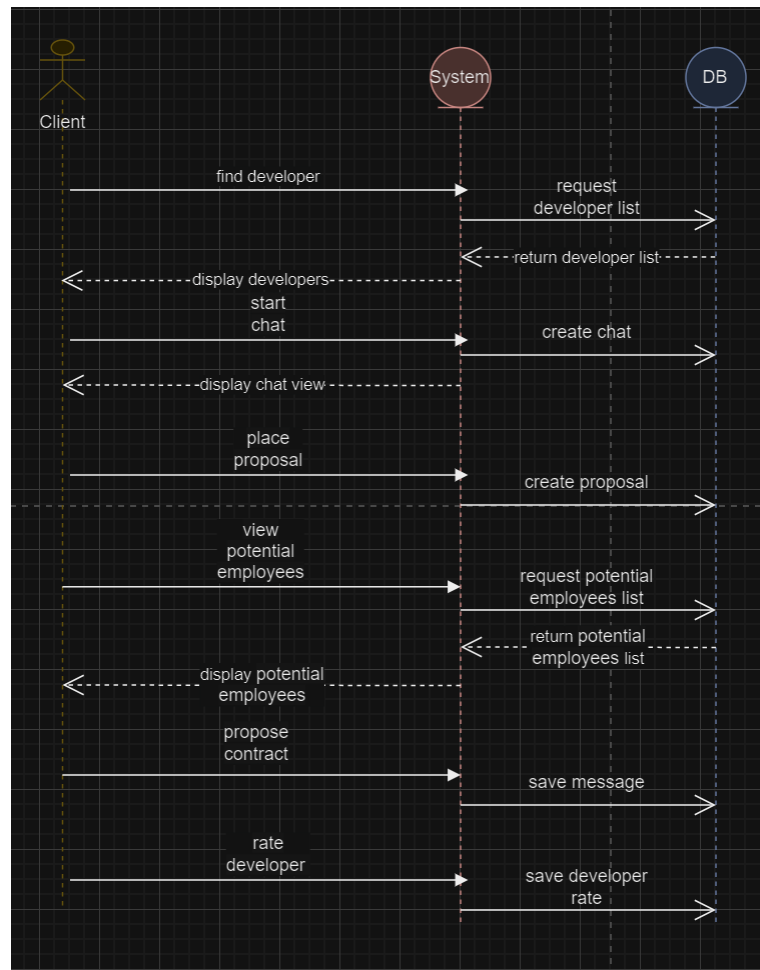 System
DB
Client
find developer
request
developer list
return developer list
display developers
start
chat
create chat
display chat view
place
proposal
create proposal
view
potential
employees
request potential
employees list
return potential
employees list
display potential
employees
propose
contract
save message
rate
developer
save developer
rate